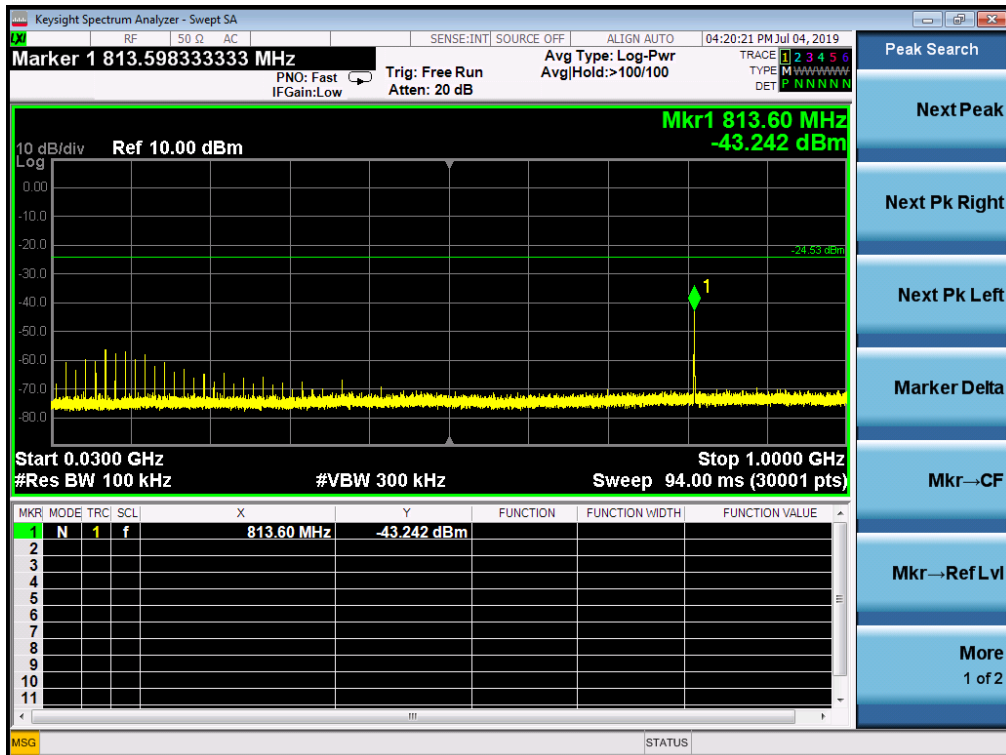 Keysight Spectrum Analyzer - Swept SA
LXI RF 50 Ω AC SENSE:INT SOURCE OFF ALIGN AUTO 04:20:21 PM Jul 04, 2019
Marker 1 813.598333333 MHz
PNO: Fast
IFGain:Low
Trig: Free Run
Atten: 20 dB
Avg Type: Log-Pwr
Avg|Hold:>100/100
TRACE 1 2 3 4 5 6
TYPE M WWWWW
DET P N N N N N
Mkr1 813.60 MHz
-43.242 dBm
10 dB/div Ref 10.00 dBm
Log
0.00
-10.0
-20.0
-24.53 dBm
-30.0
1
-40.0
-50.0
-60.0
-70.0
-80.0
Start 0.0300 GHz Stop 1.0000 GHz
#Res BW 100 kHz #VBW 300 kHz Sweep 94.00 ms (30001 pts)
MKR MODE TRC SCL X Y FUNCTION FUNCTION WIDTH FUNCTION VALUE
1 N 1 f 813.60 MHz -43.242 dBm
2
3
4
5
6
7
8
9
10
11
MSG STATUS
Peak Search
Next Peak
Next Pk Right
Next Pk Left
Marker Delta
Mkr→CF
Mkr→Ref Lvl
More
1 of 2